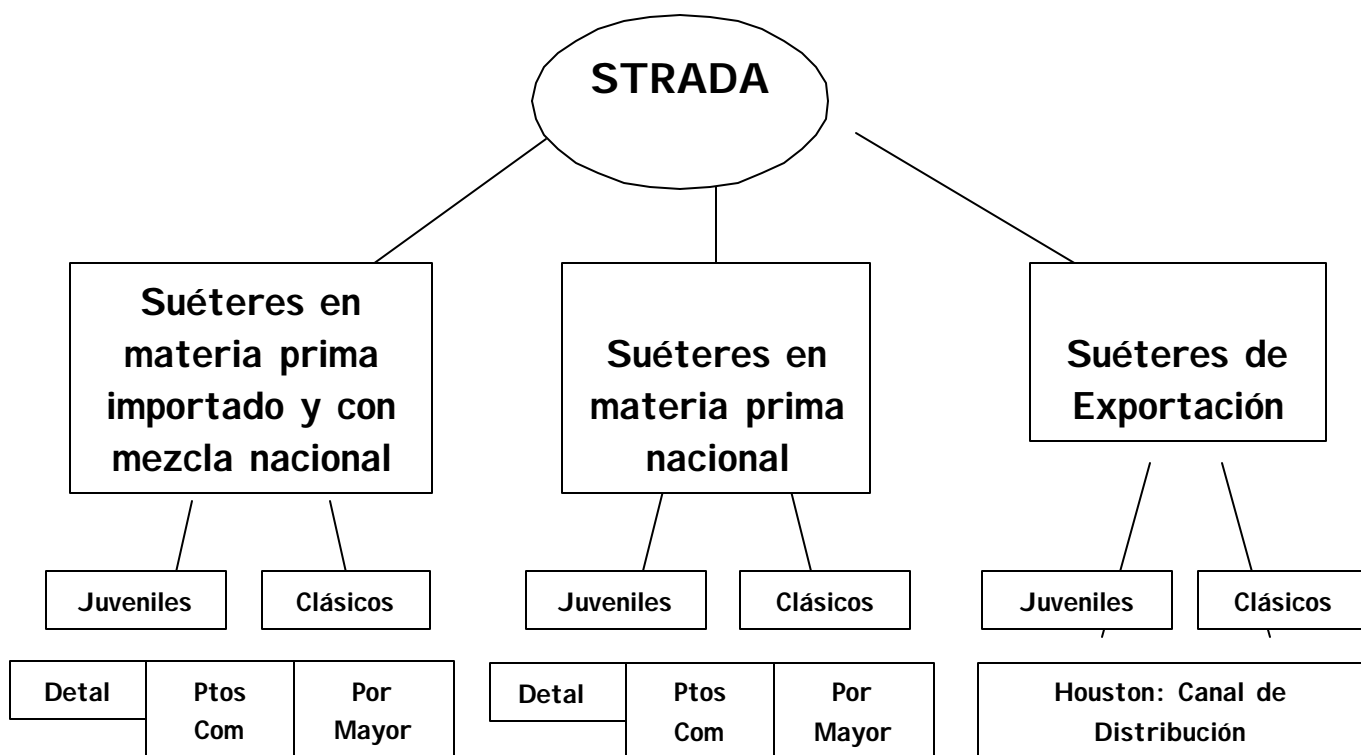 STRADA
Suéteres en
materia prima
importado y con
mezcla nacional
Suéteres en
materia prima
nacional
Suéteres de
Exportación
Juveniles
Clásicos
Juveniles
Clásicos
Juveniles
Clásicos
Detal
Ptos
Com
Por
Mayor
Detal
Ptos
Com
Por
Mayor
Houston: Canal de
Distribución